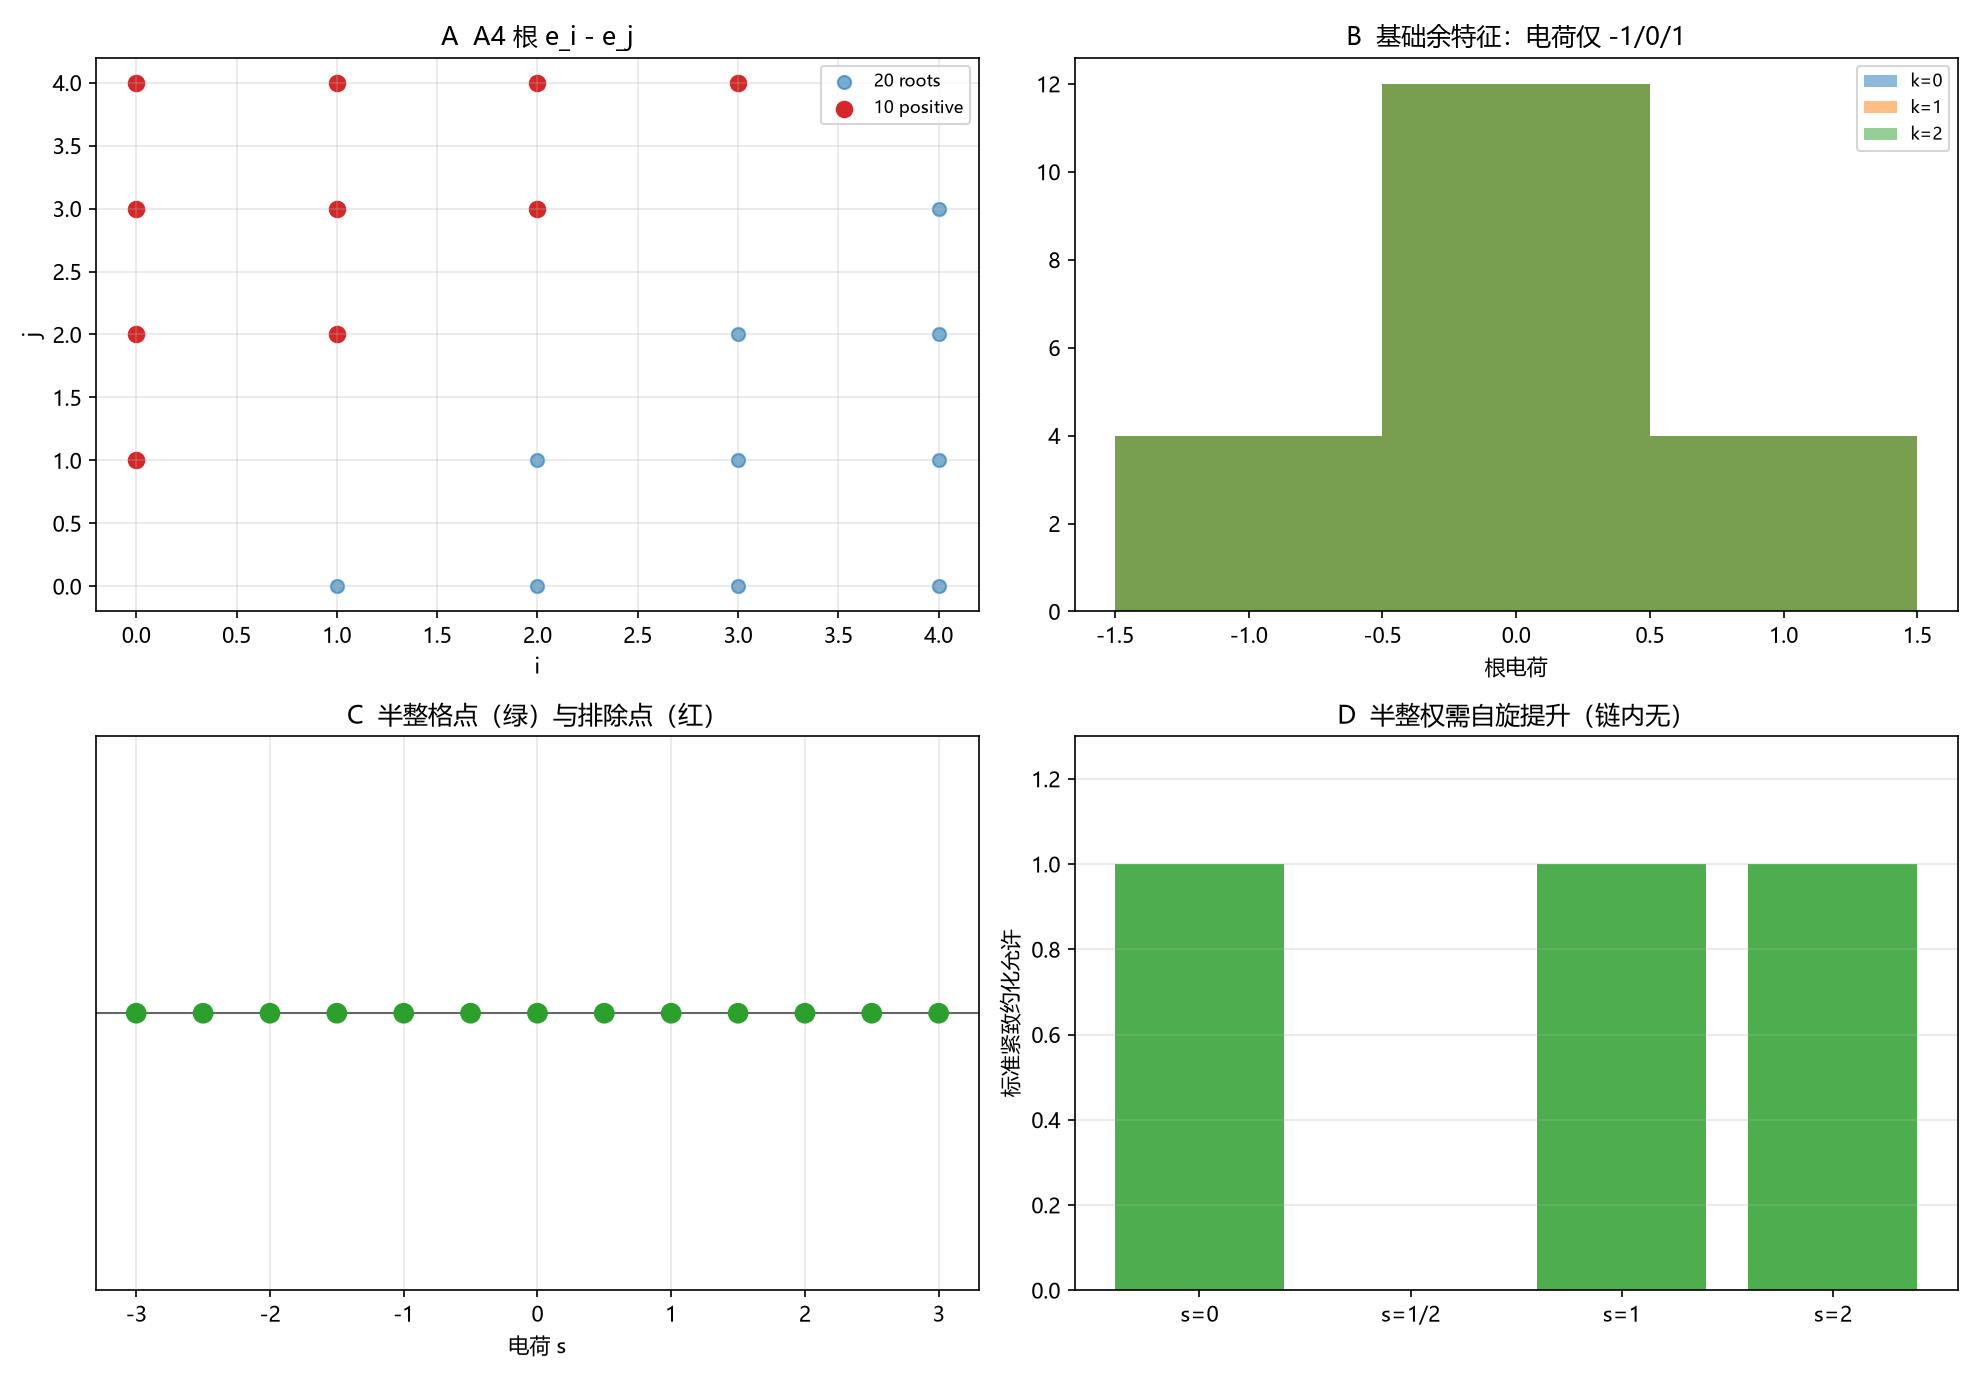 A  A4 根 e_i - e_j
4.0
3.5
3.0
2.5
2.0
1.5
1.0
0.5
0.0
j
20 roots
10 positive
0.0 0.5 1.0 1.5 2.0 2.5 3.0 3.5 4.0
i
B  基础余特征：电荷仅 -1/0/1
12
10
8
6
4
2
0
k=0
k=1
k=2
-1.5 -1.0 -0.5 0.0 0.5 1.0 1.5
根电荷
C  半整格点（绿）与排除点（红）
-3 -2 -1 0 1 2 3
电荷 s
D  半整权需自旋提升（链内无）
标准紧致约化允许
1.2
1.0
0.8
0.6
0.4
0.2
0.0
s=0 s=1/2 s=1 s=2